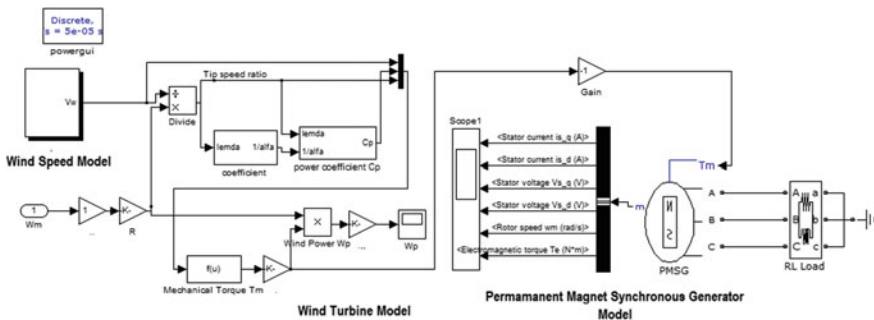 Discrete,
s = 5e-05 s.
powergui
Vw
Wind Speed Model
÷
×
Divide
Tip speed ratio
lemda
1/alfa
coefficient
lemda
1/alfa
Cp
power coefficient Cp
1
Wm
1
...
-K-
R
×
Wind Power Wp
-K-
...
Wp
f(u)
Mechanical Torque Tm
-K-
.
Wind Turbine Model
-1
Gain
Scope1
<Stator current is_q (A)>
<Stator current is_d (A)>
<Stator voltage Vs_q (V)>
<Stator voltage Vs_d (V)>
<Rotor speed wm (rad/s)>
<Electromagnetic torque Te (N*m)>
m
Tm
N
S
A
B
C
PMSG
A
B
C
a
b
c
RL Load
Permamanent Magnet Synchronous Generator
Model